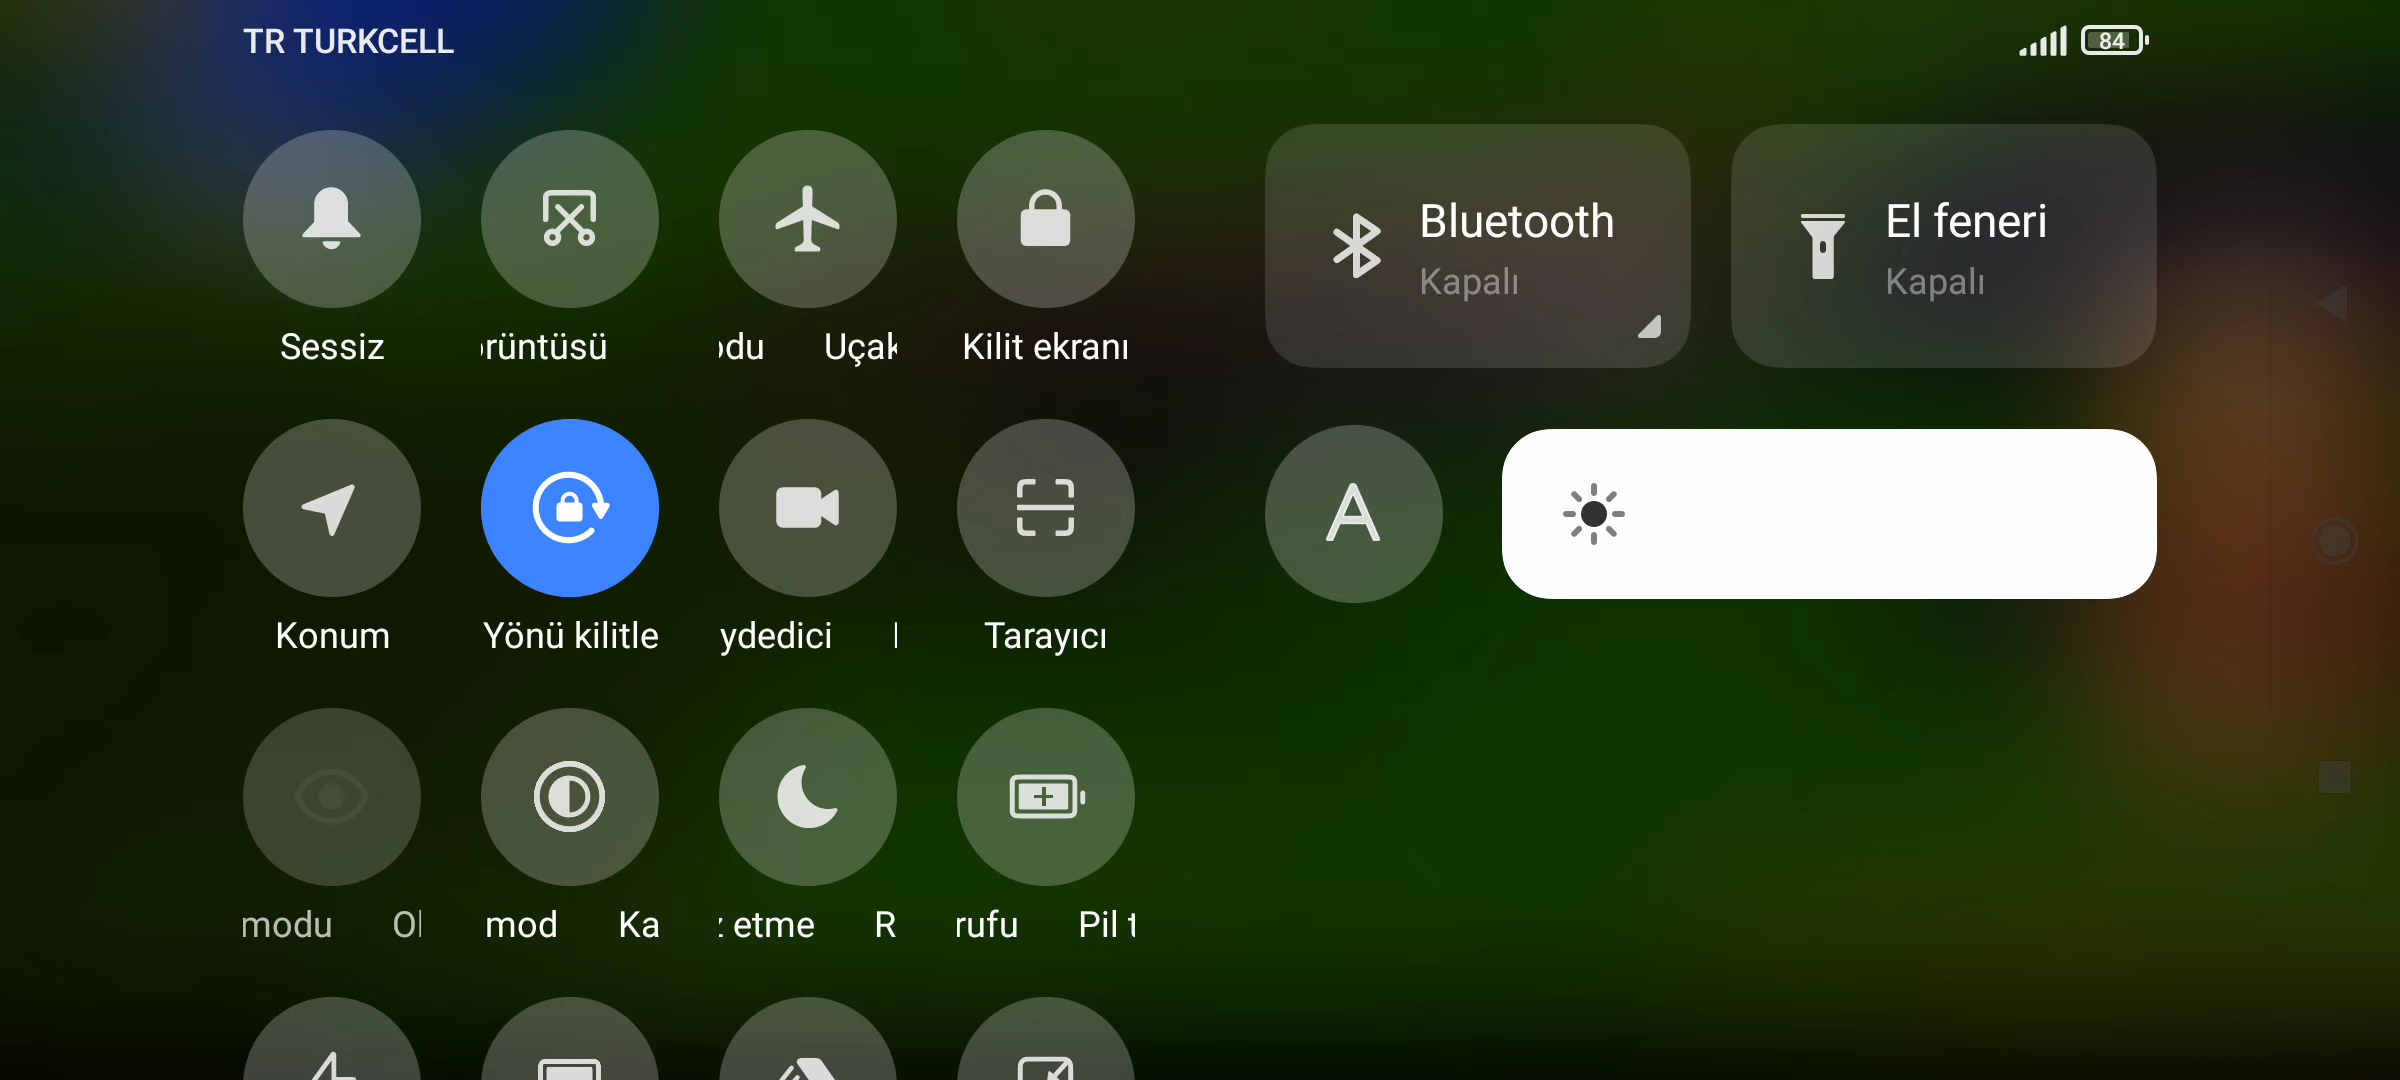 TR TURKCELL
84
Sessiz
rüntüsü
du Uçak
Kilit ekranı
Bluetooth
Kapalı
El feneri
Kapalı
Konum
Yönü kilitle
ydedici
Tarayıcı
A
modu
mod Ka
etme R
rufu Pil t